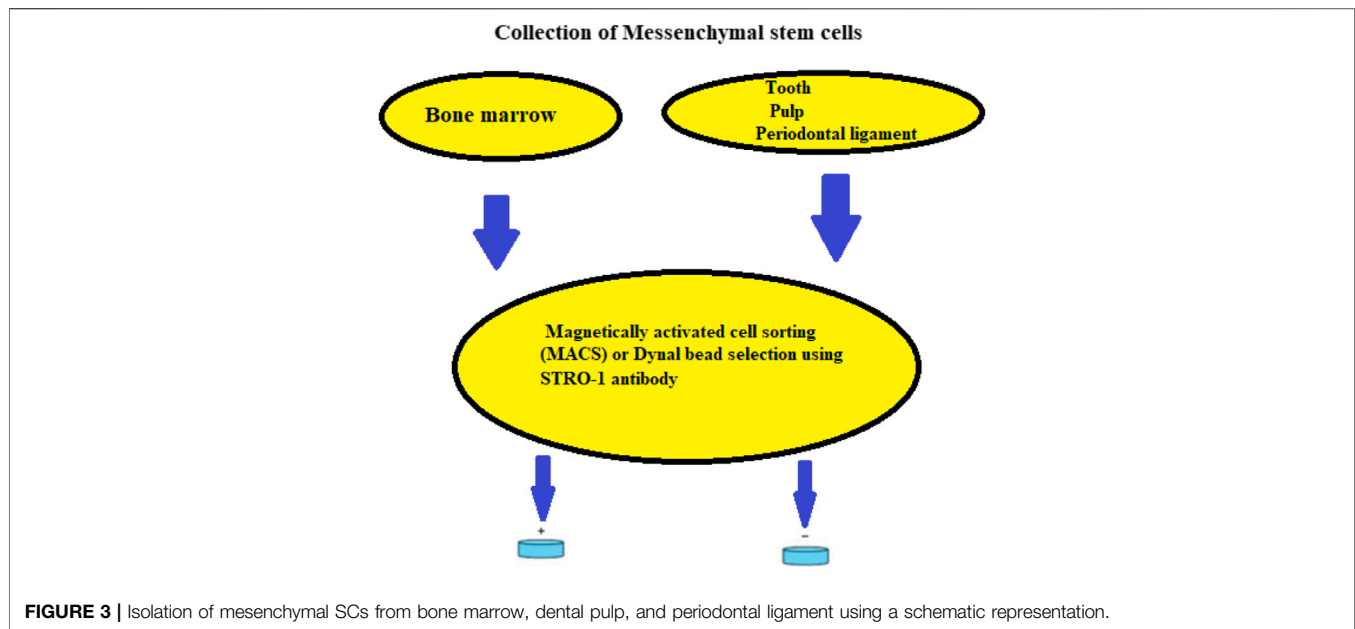 Collection of Messenchymal stem cells
Bone marrow
Tooth
Pulp
Periodontal ligament
Magnetically activated cell sorting
(MACS) or Dynal bead selection using
STRO-1 antibody
+
−
FIGURE 3 | Isolation of mesenchymal SCs from bone marrow, dental pulp, and periodontal ligament using a schematic representation.